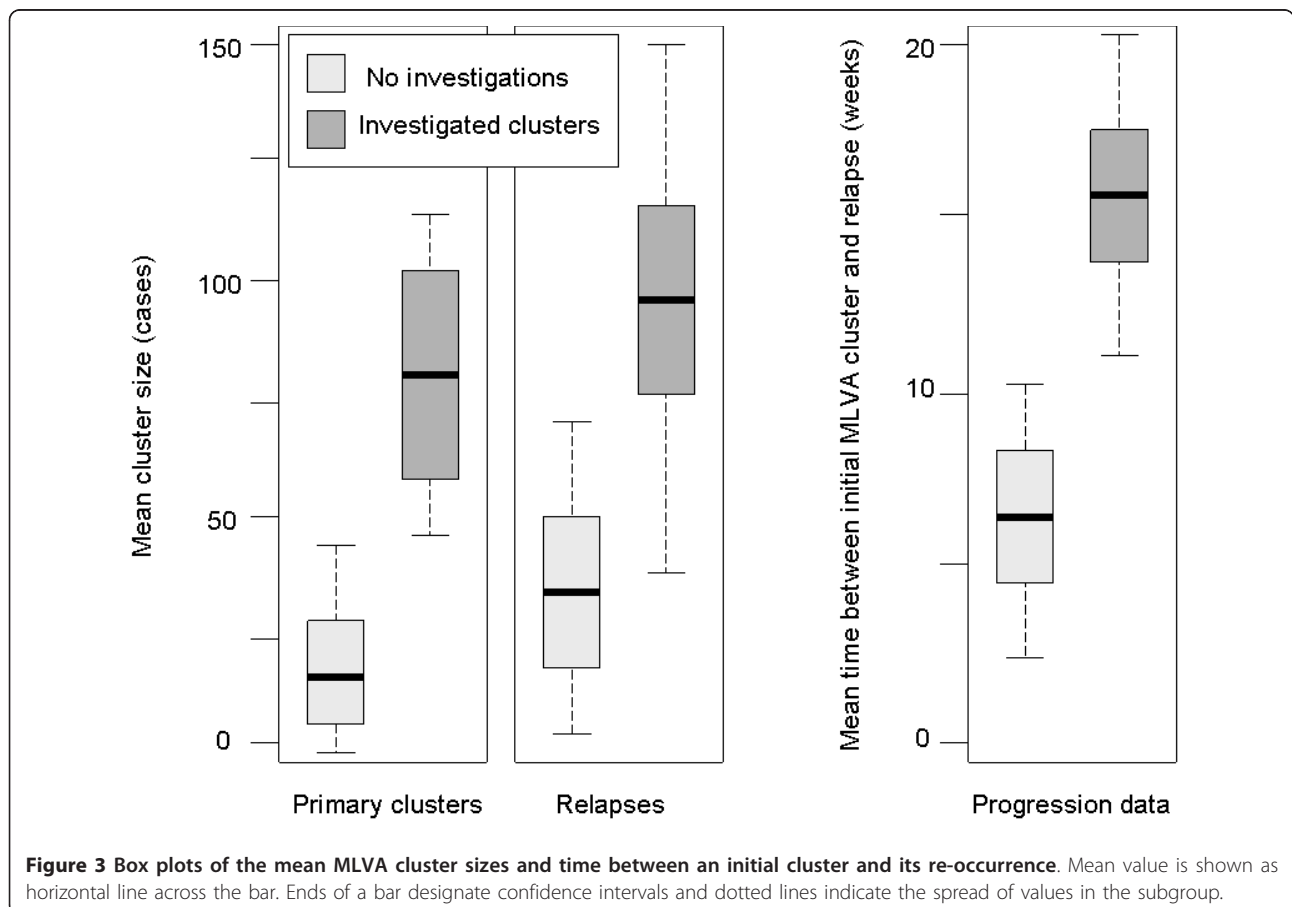 No investigations
Investigated clusters
Mean cluster size (cases)
150
100
50
0
Primary clusters
Relapses
Mean time between initial MLVA cluster and relapse (weeks)
20
10
0
Progression data
Figure 3 Box plots of the mean MLVA cluster sizes and time between an initial cluster and its re-occurrence. Mean value is shown as
horizontal line across the bar. Ends of a bar designate confidence intervals and dotted lines indicate the spread of values in the subgroup.